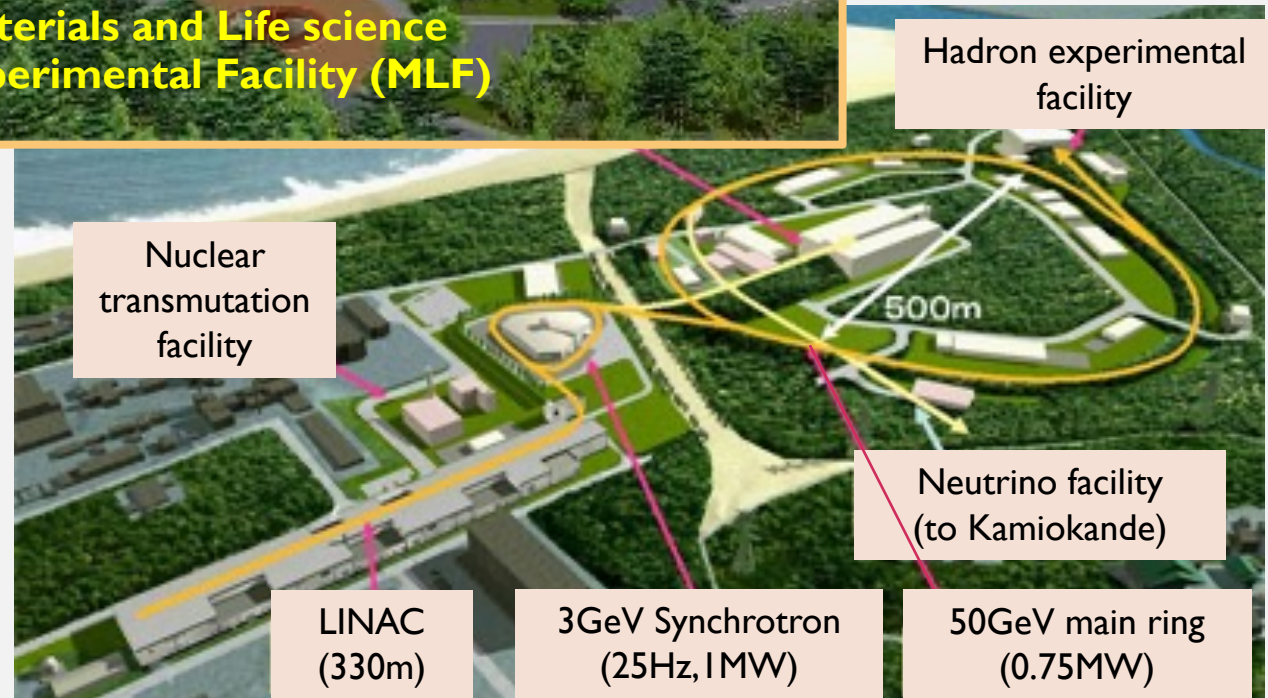 terials and Life science
perimental Facility (MLF)
Hadron experimental
facility
Nuclear
transmutation
facility
500m
Neutrino facility
(to Kamiokande)
LINAC
(330m)
3GeV Synchrotron
(25Hz,1MW)
50GeV main ring
(0.75MW)